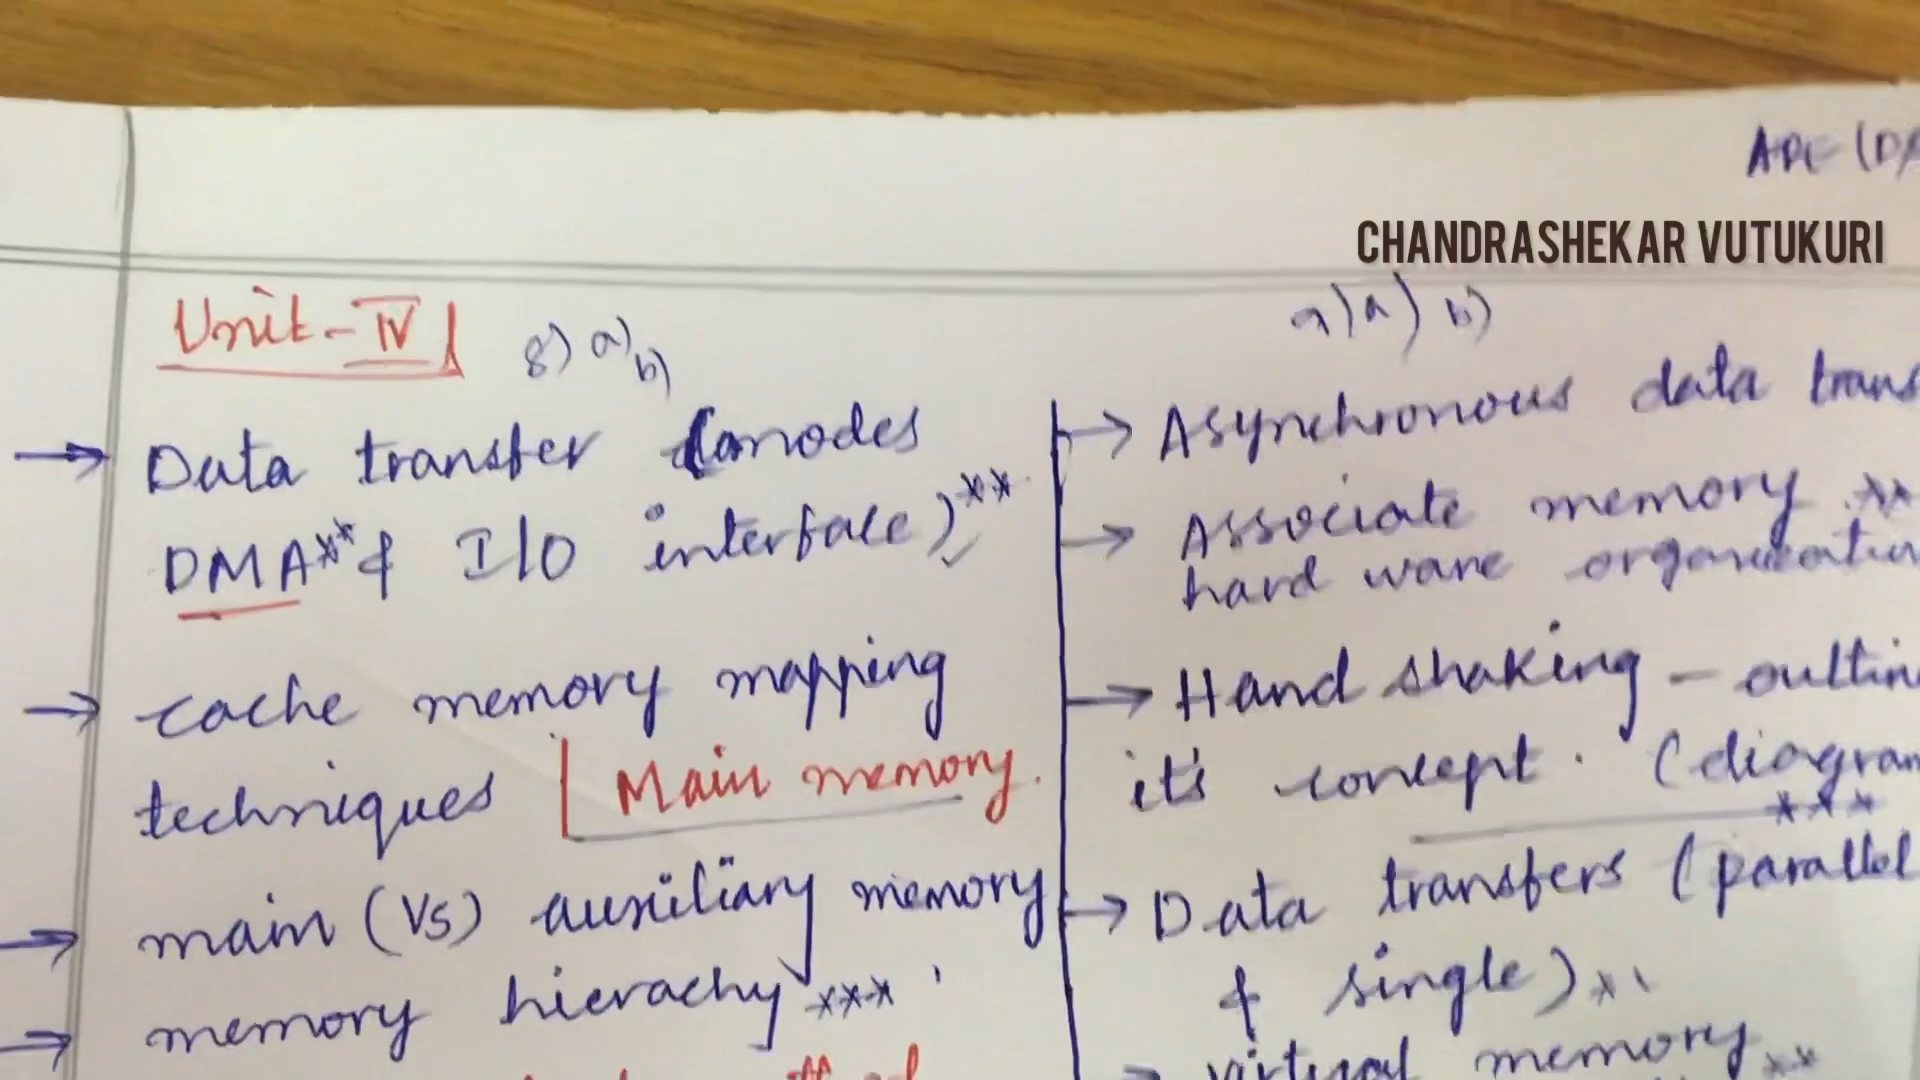 CHANDRASHEKAR VUTUKURI
Unit-IV
8) a) b)
→ Data transfer (modes
DMA** & I/O interface)**
→ cache memory mapping
techniques | Main memory.
→ main (vs) auxiliary memory
→ memory hierachy ***
a) b)
→ Asynchronous data trans
→ Associate memory **
hard ware organization
→ Hand shaking - outlin
it's concept. (diagram
***
→ Data transfers (parallel
& single) **
→ virtual memory **